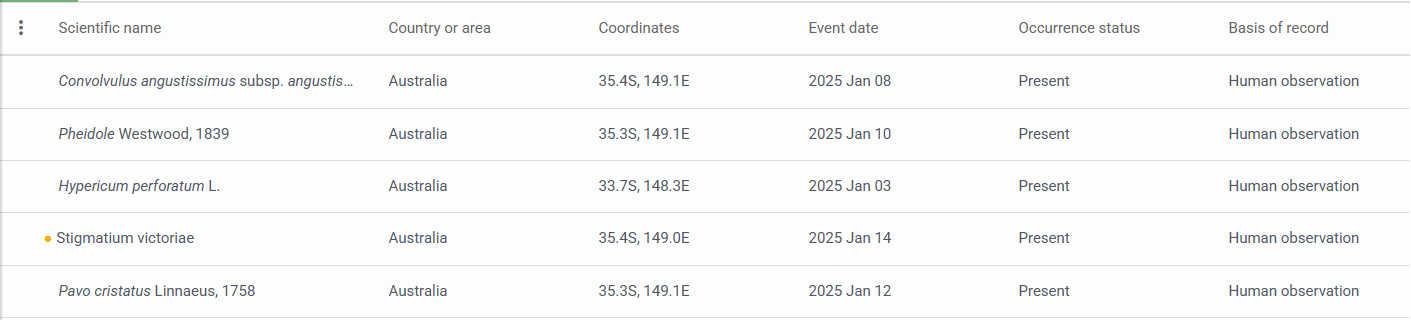 Scientific name Country or area Coordinates Event date Occurrence status Basis of record
Convolvulus angustissimus subsp. angustis… Australia 35.4S, 149.1E 2025 Jan 08 Present Human observation
Pheidole Westwood, 1839 Australia 35.3S, 149.1E 2025 Jan 10 Present Human observation
Hypericum perforatum L. Australia 33.7S, 148.3E 2025 Jan 03 Present Human observation
Stigmatium victoriae Australia 35.4S, 149.0E 2025 Jan 14 Present Human observation
Pavo cristatus Linnaeus, 1758 Australia 35.3S, 149.1E 2025 Jan 12 Present Human observation